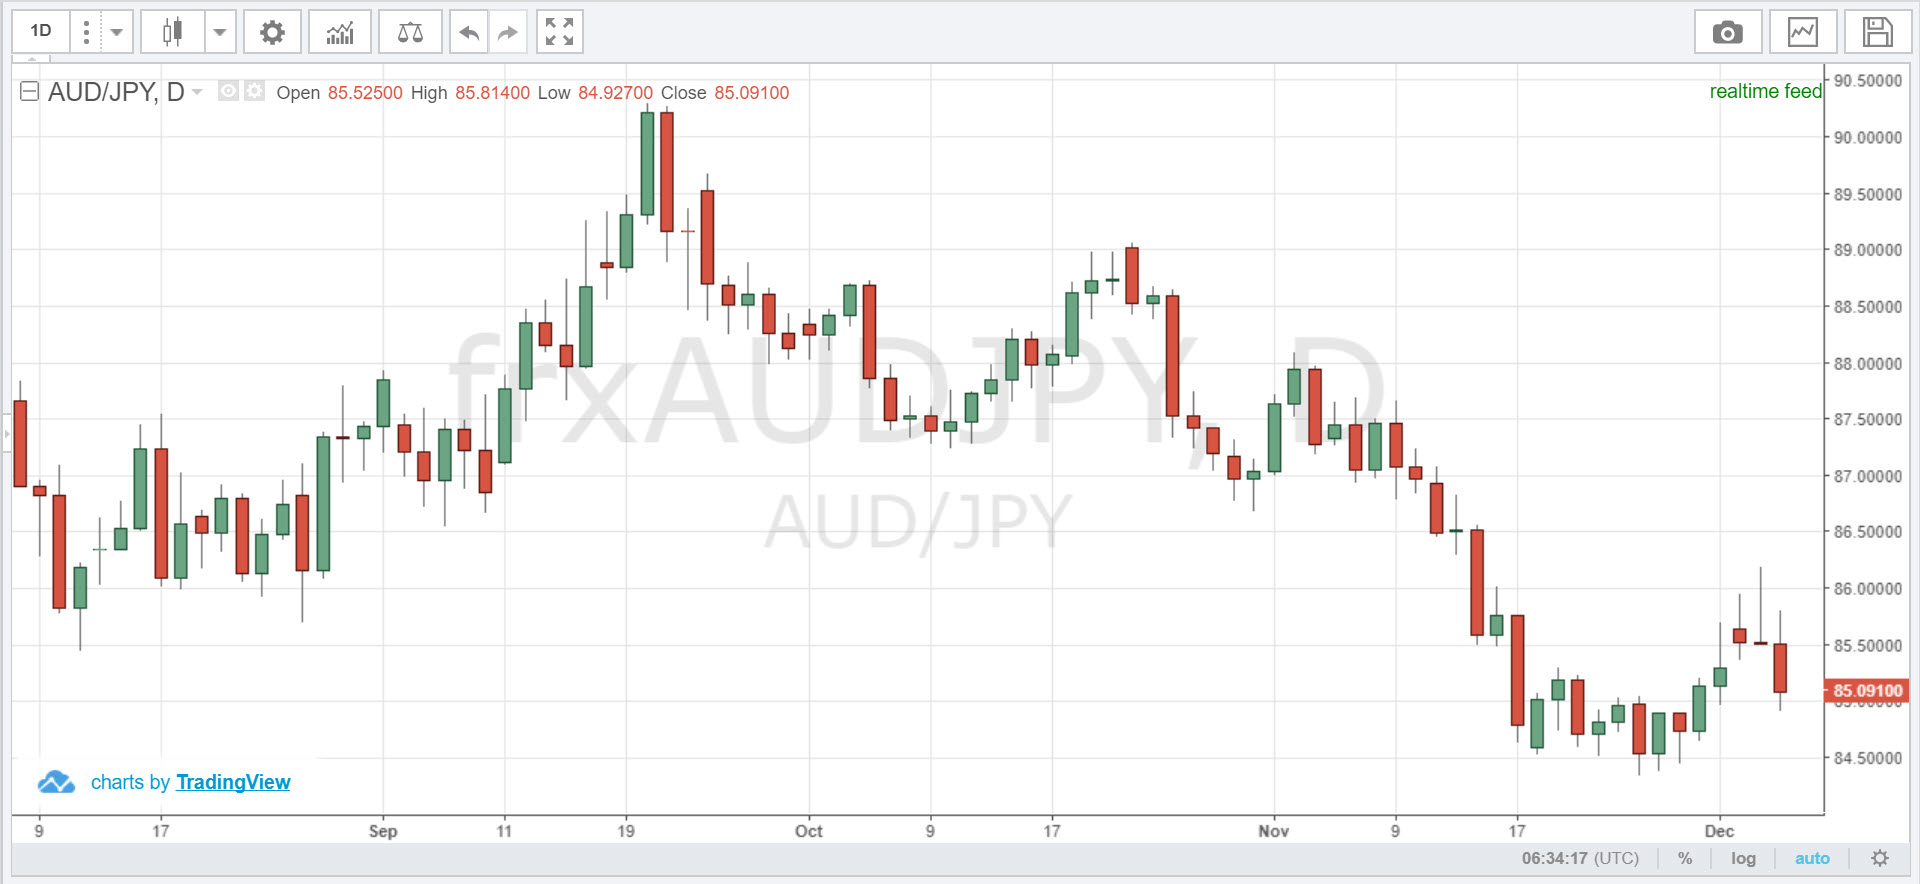 1D
AUD/JPY, D Open 85.52500 High 85.81400 Low 84.92700 Close 85.09100
realtime feed
90.50000
90.00000
89.50000
89.00000
88.50000
88.00000
87.50000
87.00000
86.50000
86.00000
85.50000
85.09100
85.00000
84.50000
frxAUDJPY, D
AUD/JPY
charts by TradingView
9 17 Sep 11 19 Oct 9 17 Nov 9 17 Dec
06:34:17 (UTC) % log auto